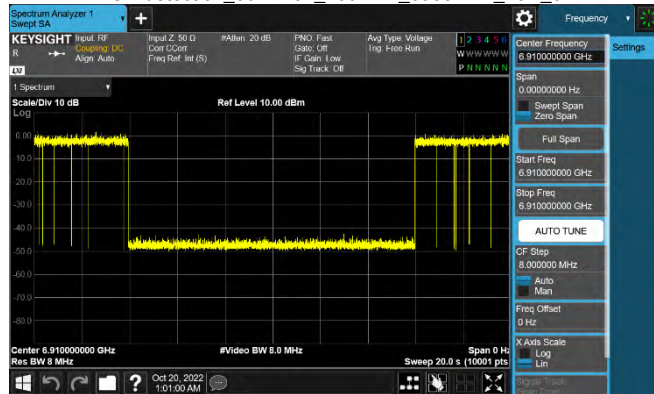 Spectrum Analyzer 1
Swept SA
Frequency
KEYSIGHT
R
LXI
Input: RF
Coupling: DC
Align: Auto
Input Z: 50 Ω
Corr CCorr
Freq Ref: Int (S)
#Atten: 20 dB
PNO: Fast
Gate: Off
IF Gain: Low
Sig Track: Off
Avg Type: Voltage
Trig: Free Run
1 2 3 4 5 6
W W W W W W
P N N N N N
1 Spectrum
Scale/Div 10 dB
Ref Level 10.00 dBm
Log
0.00
-10.0
-20.0
-30.0
-40.0
-50.0
-60.0
-70.0
-80.0
Center 6.910000000 GHz
#Video BW 8.0 MHz
Span 0 Hz
Res BW 8 MHz
Sweep 20.0 s (10001 pts
Oct 20, 2022
1:01:00 AM
Center Frequency
6.910000000 GHz
Settings
Span
0.00000000 Hz
Swept Span
Zero Span
Full Span
Start Freq
6.910000000 GHz
Stop Freq
6.910000000 GHz
AUTO TUNE
CF Step
8.000000 MHz
Auto
Man
Freq Offset
0 Hz
X Axis Scale
Log
Lin
Signal Track